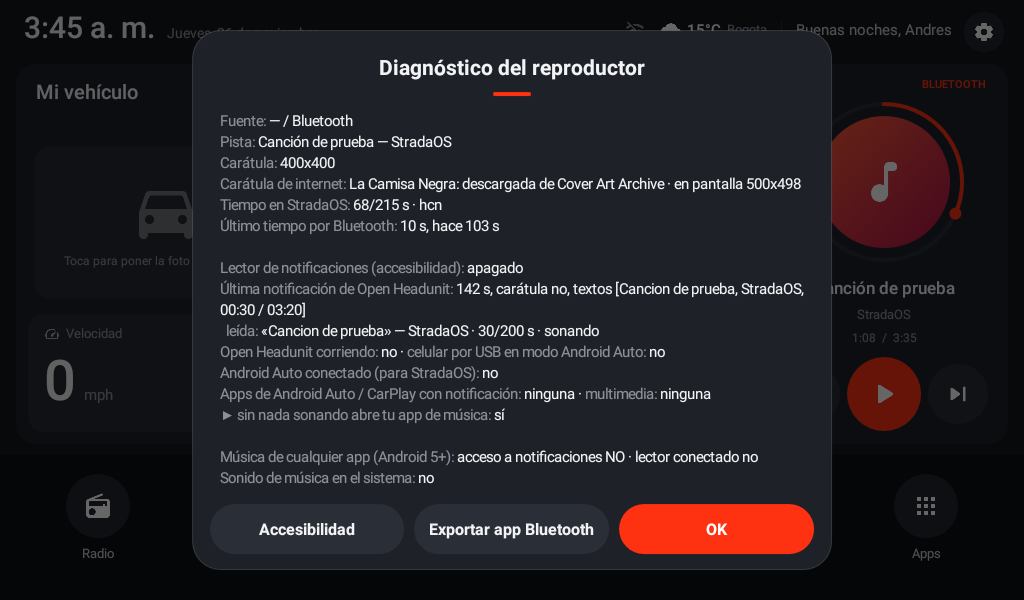 3:45 a. m.
15°C Bogota
Buenas noches, Andres
Mi vehículo
BLUETOOTH
Diagnóstico del reproductor
Fuente: — / Bluetooth
Pista: Canción de prueba — StradaOS
Carátula: 400x400
Carátula de internet: La Camisa Negra: descargada de Cover Art Archive · en pantalla 500x498
Tiempo en StradaOS: 68/215 s · hcn
Último tiempo por Bluetooth: 10 s, hace 103 s
Lector de notificaciones (accesibilidad): apagado
Última notificación de Open Headunit: 142 s, carátula no, textos [Cancion de prueba, StradaOS,
00:30 / 03:20]
leída: «Cancion de prueba» — StradaOS · 30/200 s · sonando
Open Headunit corriendo: no · celular por USB en modo Android Auto: no
Android Auto conectado (para StradaOS): no
Apps de Android Auto / CarPlay con notificación: ninguna · multimedia: ninguna
► sin nada sonando abre tu app de música: sí
Música de cualquier app (Android 5+): acceso a notificaciones NO · lector conectado no
Sonido de música en el sistema: no
Accesibilidad
Exportar app Bluetooth
OK
Toca para poner la foto
Velocidad
0 mph
nción de prueba
StradaOS
1:08 / 3:35
Radio
Apps